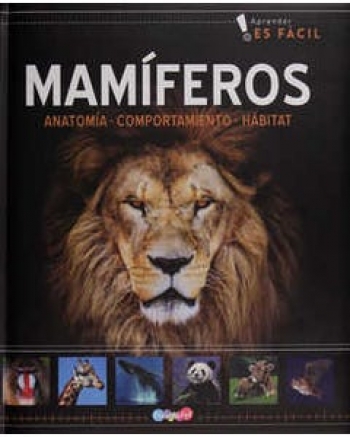 Aprender
ES FÁCIL
MAMÍFEROS
ANATOMÍA · COMPORTAMIENTO · HÁBITAT